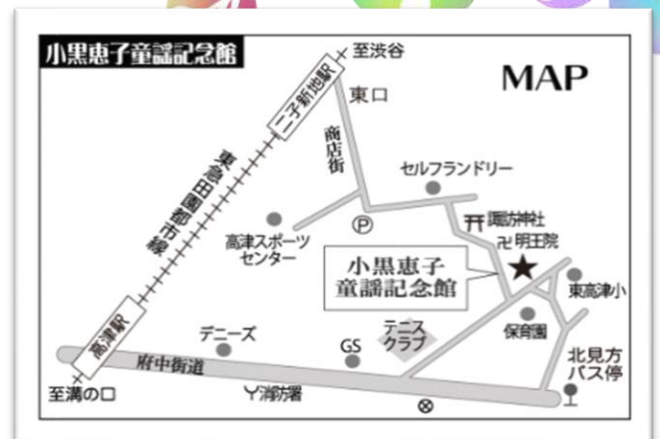 小黒恵子童謡記念館
至渋谷
MAP
二子新地駅
東口
商店街
東急田園都市線
セルフランドリー
諏訪神社
卍明王院
P
高津スポーツ
センター
小黒恵子
童謡記念館
東高津小
保育園
高津駅
デニーズ
GS
テニス
クラブ
府中街道
北見方
バス停
至溝の口
消防署